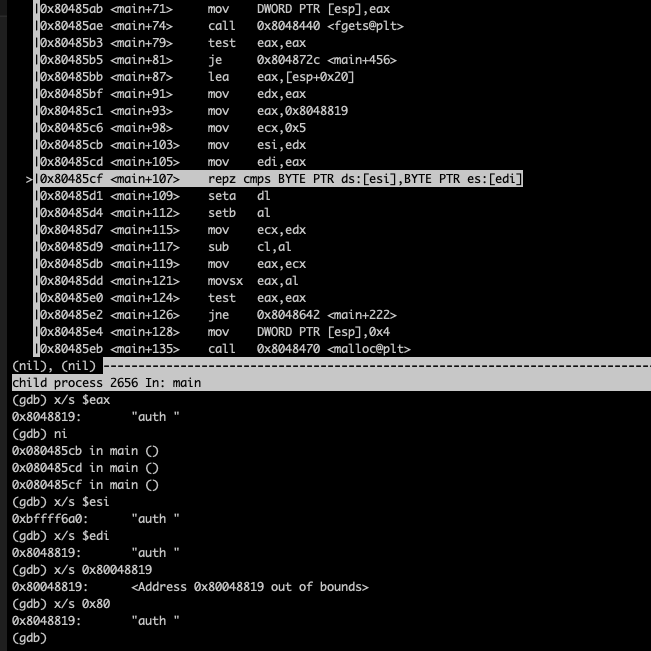 0x80485ab <main+71> mov DWORD PTR [esp],eax
0x80485ae <main+74> call 0x8048440 <fgets@plt>
0x80485b3 <main+79> test eax,eax
0x80485b5 <main+81> je 0x804872c <main+456>
0x80485bb <main+87> lea eax,[esp+0x20]
0x80485bf <main+91> mov edx,eax
0x80485c1 <main+93> mov eax,0x8048819
0x80485c6 <main+98> mov ecx,0x5
0x80485cb <main+103> mov esi,edx
0x80485cd <main+105> mov edi,eax
>0x80485cf <main+107> repz cmps BYTE PTR ds:[esi],BYTE PTR es:[edi]
0x80485d1 <main+109> seta dl
0x80485d4 <main+112> setb al
0x80485d7 <main+115> mov ecx,edx
0x80485d9 <main+117> sub cl,al
0x80485db <main+119> mov eax,ecx
0x80485dd <main+121> movsx eax,al
0x80485e0 <main+124> test eax,eax
0x80485e2 <main+126> jne 0x8048642 <main+222>
0x80485e4 <main+128> mov DWORD PTR [esp],0x4
0x80485eb <main+135> call 0x8048470 <malloc@plt>
(nil), (nil)
child process 2656 In: main
(gdb) x/s $eax
0x8048819: "auth "
(gdb) ni
0x080485cb in main ()
0x080485cd in main ()
0x080485cf in main ()
(gdb) x/s $esi
0xbffff6a0: "auth "
(gdb) x/s $edi
0x8048819: "auth "
(gdb) x/s 0x80048819
0x80048819: <Address 0x80048819 out of bounds>
(gdb) x/s 0x80
0x8048819: "auth "
(gdb)